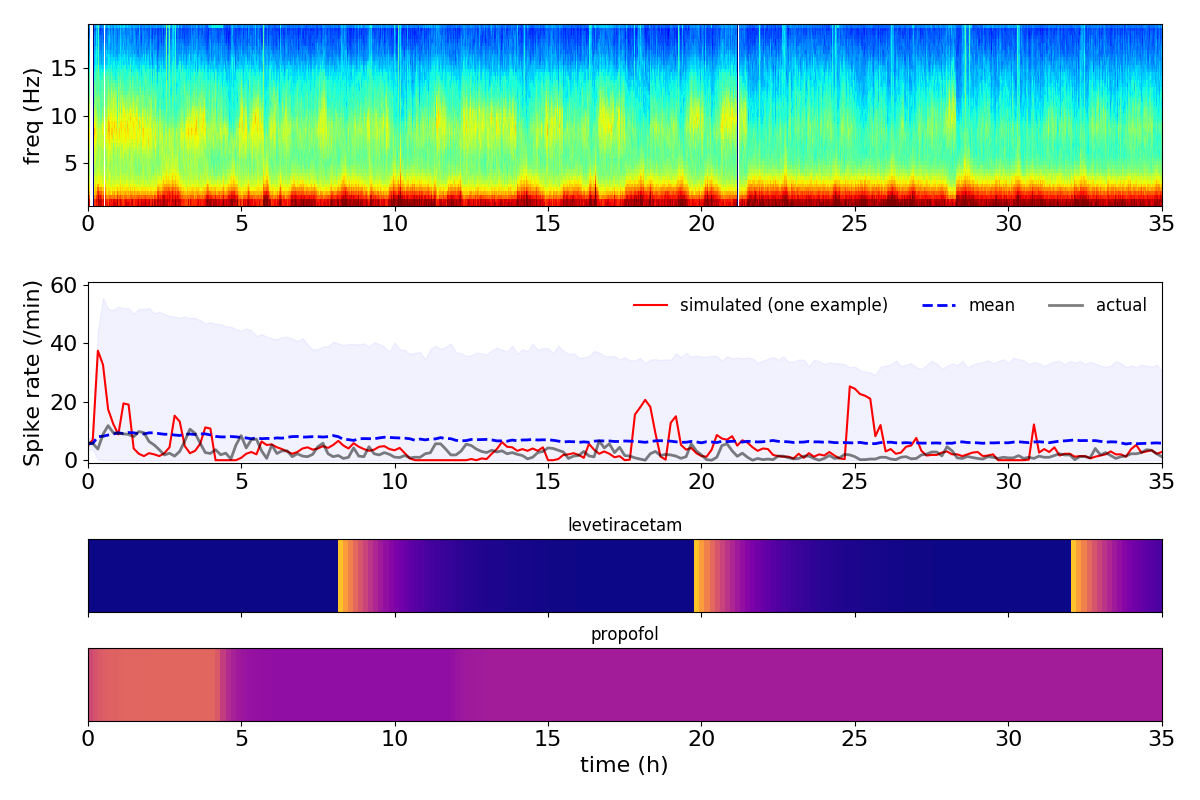 freq (Hz)
15
10
5
0 5 10 15 20 25 30 35
Spike rate (/min)
60
40
20
0
simulated (one example) mean actual
0 5 10 15 20 25 30 35
levetiracetam
propofol
0 5 10 15 20 25 30 35
time (h)